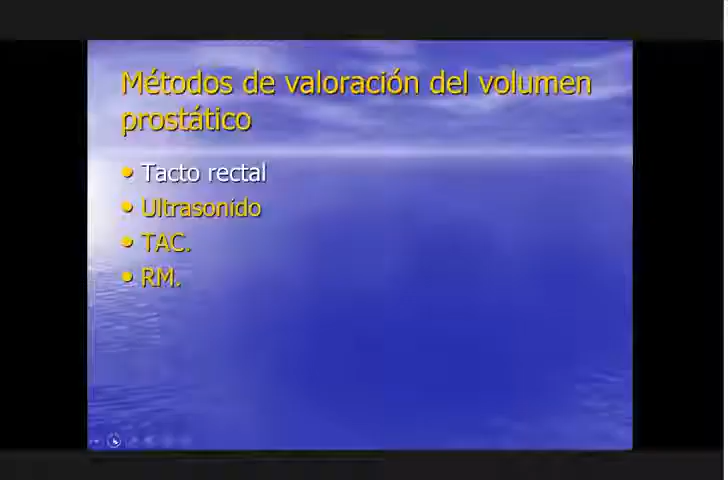 Métodos de valoración del volumen
prostático
• Tacto rectal
• Ultrasonido
• TAC.
• RM.